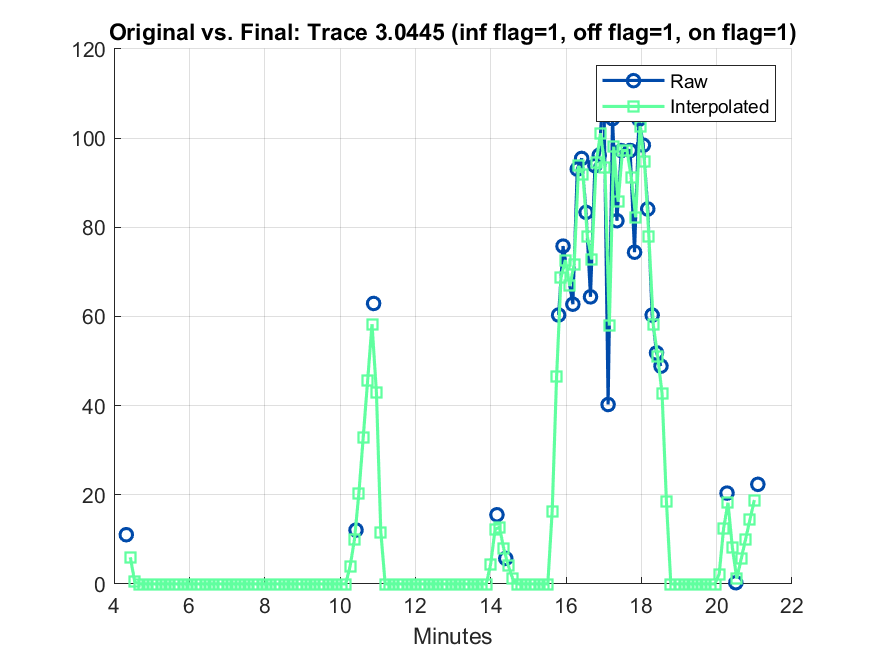 Original vs. Final: Trace 3.0445 (inf flag=1, off flag=1, on flag=1)
120
100
80
60
40
20
0
Raw
Interpolated
4 6 8 10 12 14 16 18 20 22
Minutes